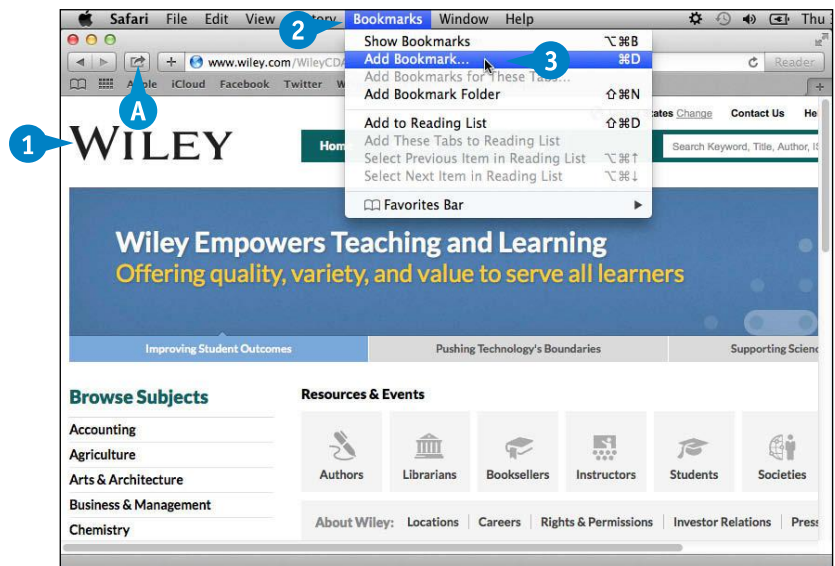 Safari File Edit View Bookmarks Window Help Thu
2
Show Bookmarks ⌥⌘B
Add Bookmark... ⌘D
3
Add Bookmarks for These Tabs...
Add Bookmark Folder ⇧⌘N
Add to Reading List ⇧⌘D
Add These Tabs to Reading List
Select Previous Item in Reading List ⌥⌘↑
Select Next Item in Reading List ⌥⌘↓
Favorites Bar
www.wiley.com/WileyCDA Reader
iCloud Facebook Twitter
A
1
WILEY
Change Contact Us
Search Keyword, Title, Author,
Wiley Empowers Teaching and Learning
Offering quality, variety, and value to serve all learners
Improving Student Outcomes Pushing Technology's Boundaries Supporting
Browse Subjects
Accounting
Agriculture
Arts & Architecture
Business & Management
Chemistry
Resources & Events
Authors Librarians Booksellers Instructors Students Societies
About Wiley: Locations Careers Rights & Permissions Investor Relations Press